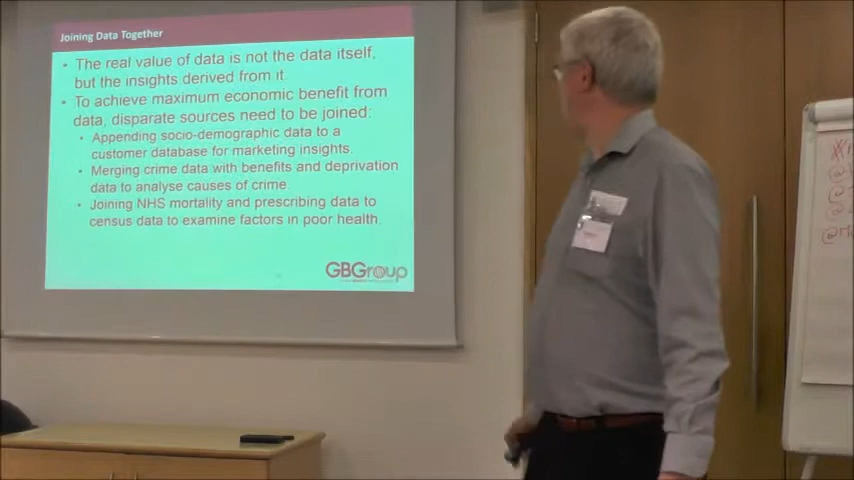 Joining Data Together
• The real value of data is not the data itself,
but the insights derived from it.
• To achieve maximum economic benefit from
data, disparate sources need to be joined:
• Appending socio-demographic data to a
customer database for marketing insights.
• Merging crime data with benefits and deprivation
data to analyse causes of crime.
• Joining NHS mortality and prescribing data to
census data to examine factors in poor health.
GBGroup